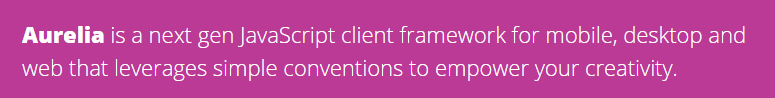 Aurelia is a next gen JavaScript client framework for mobile, desktop and
web that leverages simple conventions to empower your creativity.